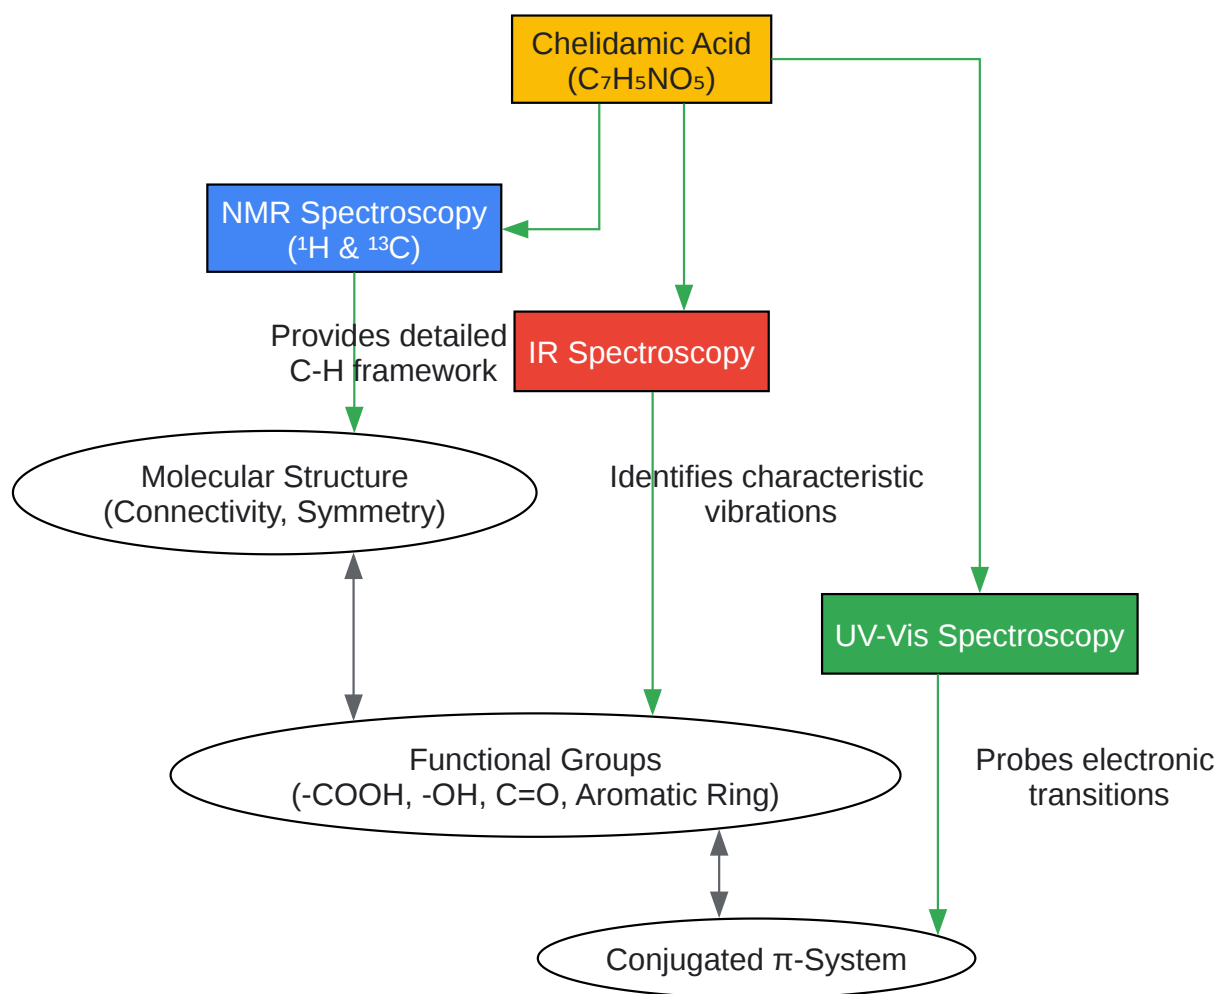 Chelidamic Acid
(C₇H₅NO₅)
NMR Spectroscopy
(¹H & ¹³C)
Provides detailed
C-H framework
IR Spectroscopy
Molecular Structure
(Connectivity, Symmetry)
Identifies characteristic
vibrations
UV-Vis Spectroscopy
Functional Groups
(-COOH, -OH, C=O, Aromatic Ring)
Probes electronic
transitions
Conjugated π-System